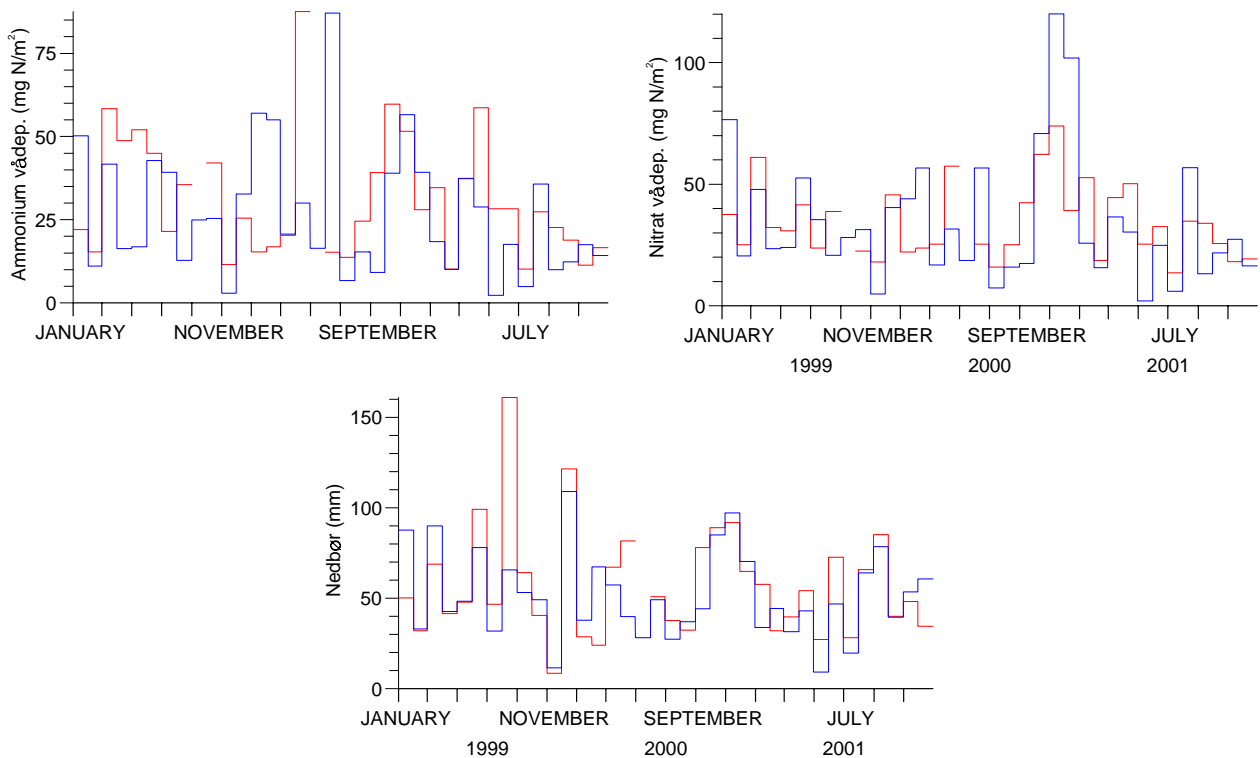 Ammonium vådep. (mg N/m²)
75
50
25
0
JANUARY NOVEMBER SEPTEMBER JULY
Nitrat vådep. (mg N/m²)
100
50
0
JANUARY NOVEMBER SEPTEMBER JULY
1999 2000 2001
Nedbør (mm)
150
100
50
0
JANUARY NOVEMBER SEPTEMBER JULY
1999 2000 2001